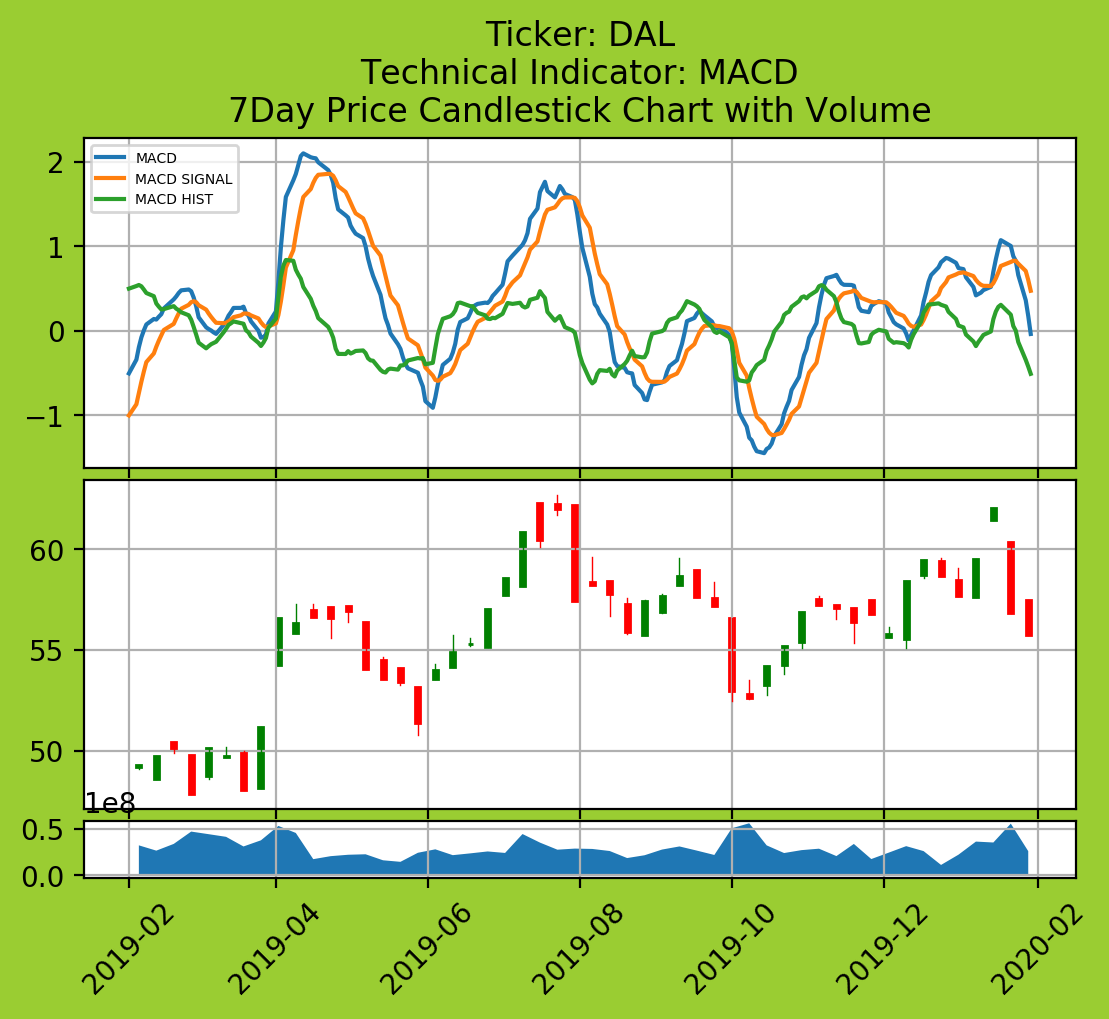 Ticker: DAL
Technical Indicator: MACD
7Day Price Candlestick Chart with Volume
MACD
MACD SIGNAL
MACD HIST
2
1
0
−1
60
55
50
1e8
0.5
0.0
2019-02
2019-04
2019-06
2019-08
2019-10
2019-12
2020-02